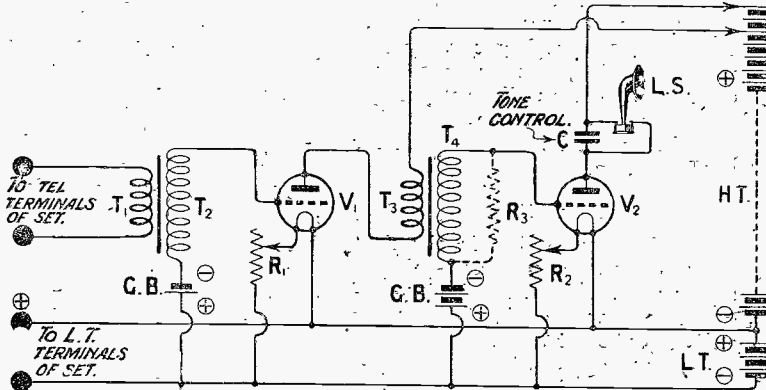 TONE
CONTROL.
C
L.S.
T4
TO TEL
TERMINALS
OF SET.
T1
T2
V1
T3
R3
V2
H.T.
R1
R2
G.B.
G.B.
TO L.T.
TERMINALS
OF SET.
L.T.